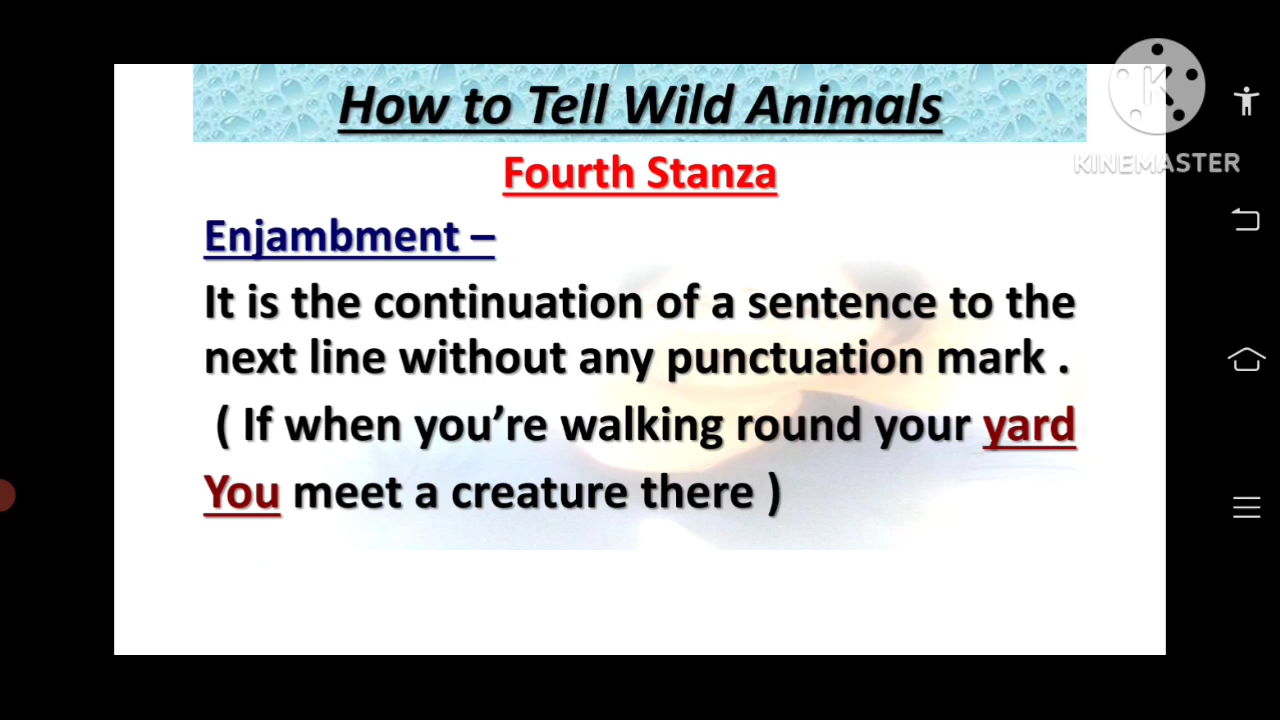 How to Tell Wild Animals
KINEMASTER
Fourth Stanza
Enjambment –
It is the continuation of a sentence to the
next line without any punctuation mark .
( If when you’re walking round your yard
You meet a creature there )